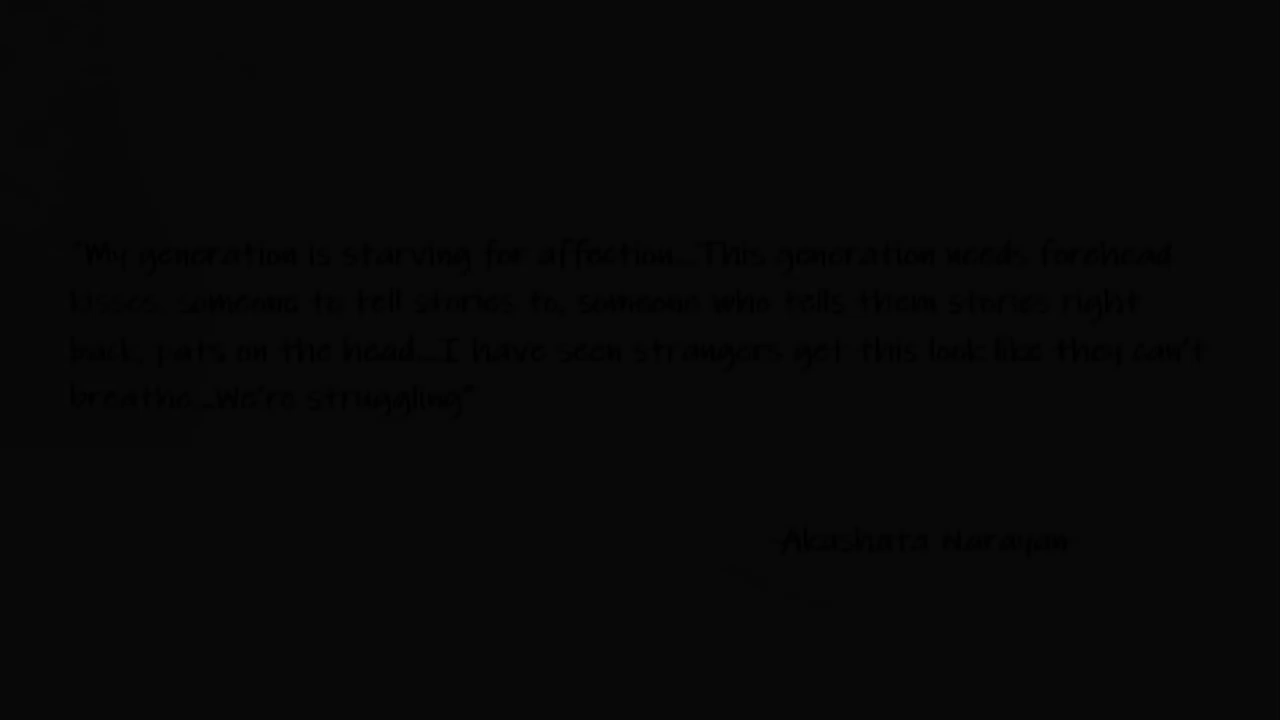 "My generation is starving for affection...This generation needs forehead
kisses, someone to tell stories to, someone who tells them stories right
back, pats on the head....I have seen strangers get this look like they can't
breathe...We're struggling"
-Akushata Narayan